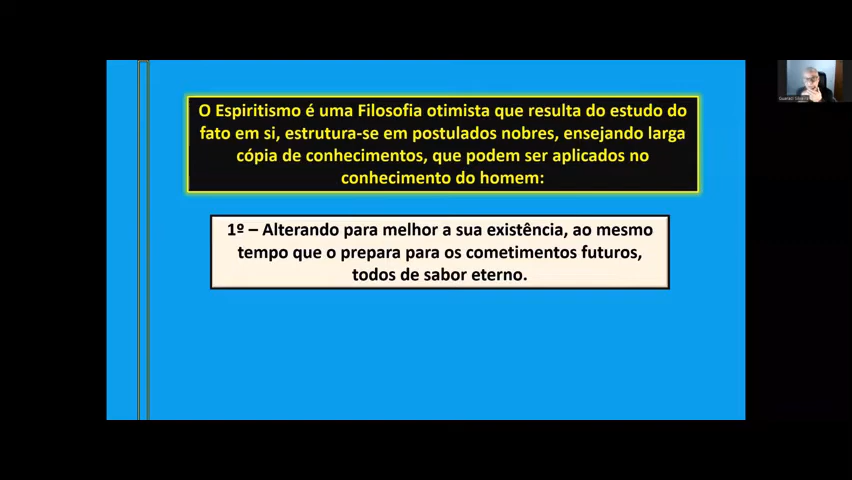 O Espiritismo é uma Filosofia otimista que resulta do estudo do
fato em si, estrutura-se em postulados nobres, ensejando larga
cópia de conhecimentos, que podem ser aplicados no
conhecimento do homem:
1º – Alterando para melhor a sua existência, ao mesmo
tempo que o prepara para os cometimentos futuros,
todos de sabor eterno.